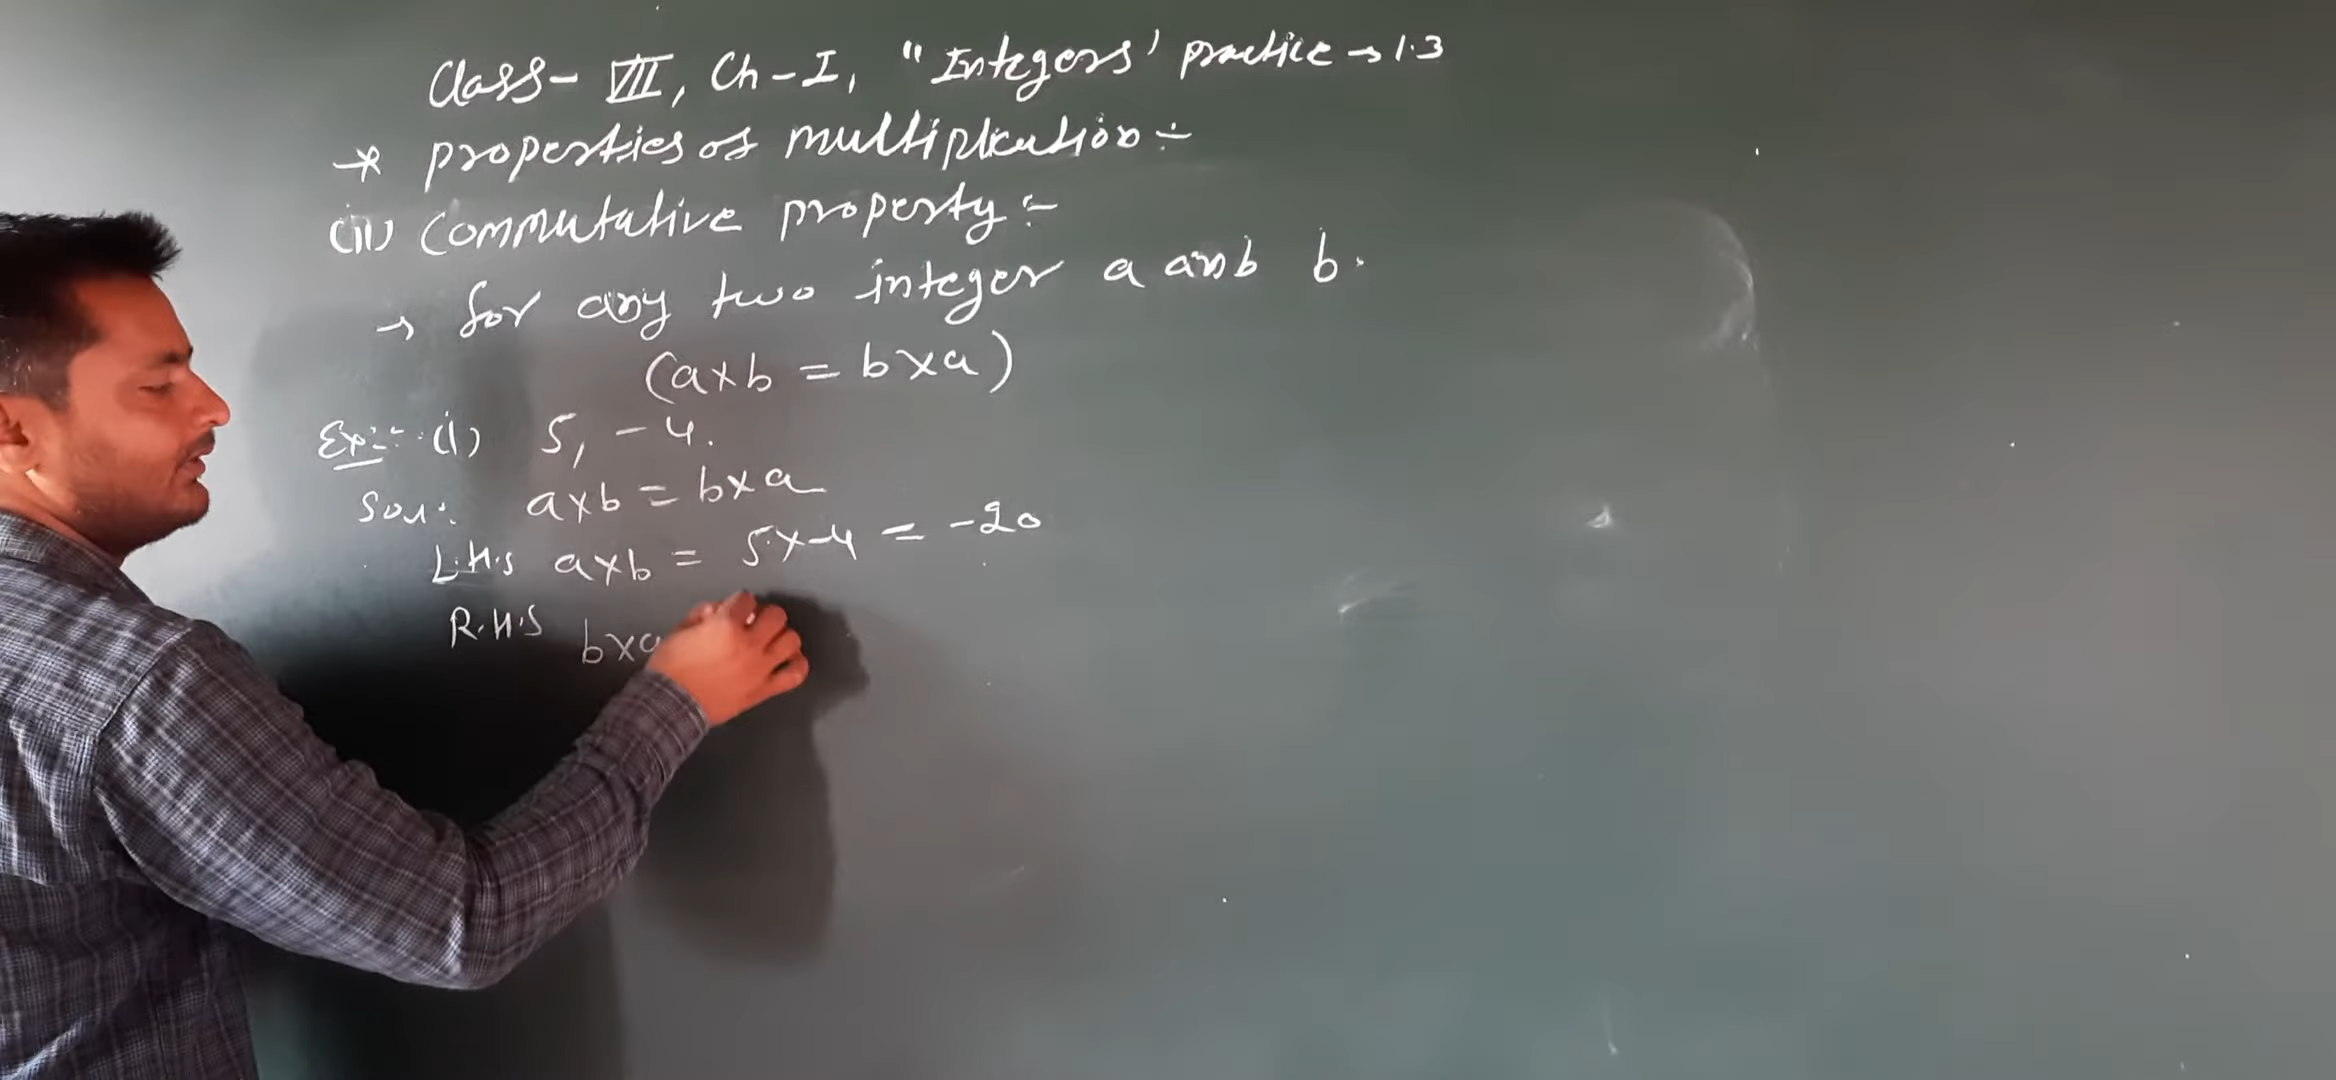 Class- VII, Ch-I, "Integers' practice → 1.3
* properties of multiplication:-
(ii) Commutative property:-
→ for any two integer a and b.
(a×b = b×a)
Ex:- (1) 5, -4.
Sol: a×b = b×a
L.H.S a×b = 5×-4 = -20
R.H.S b×a